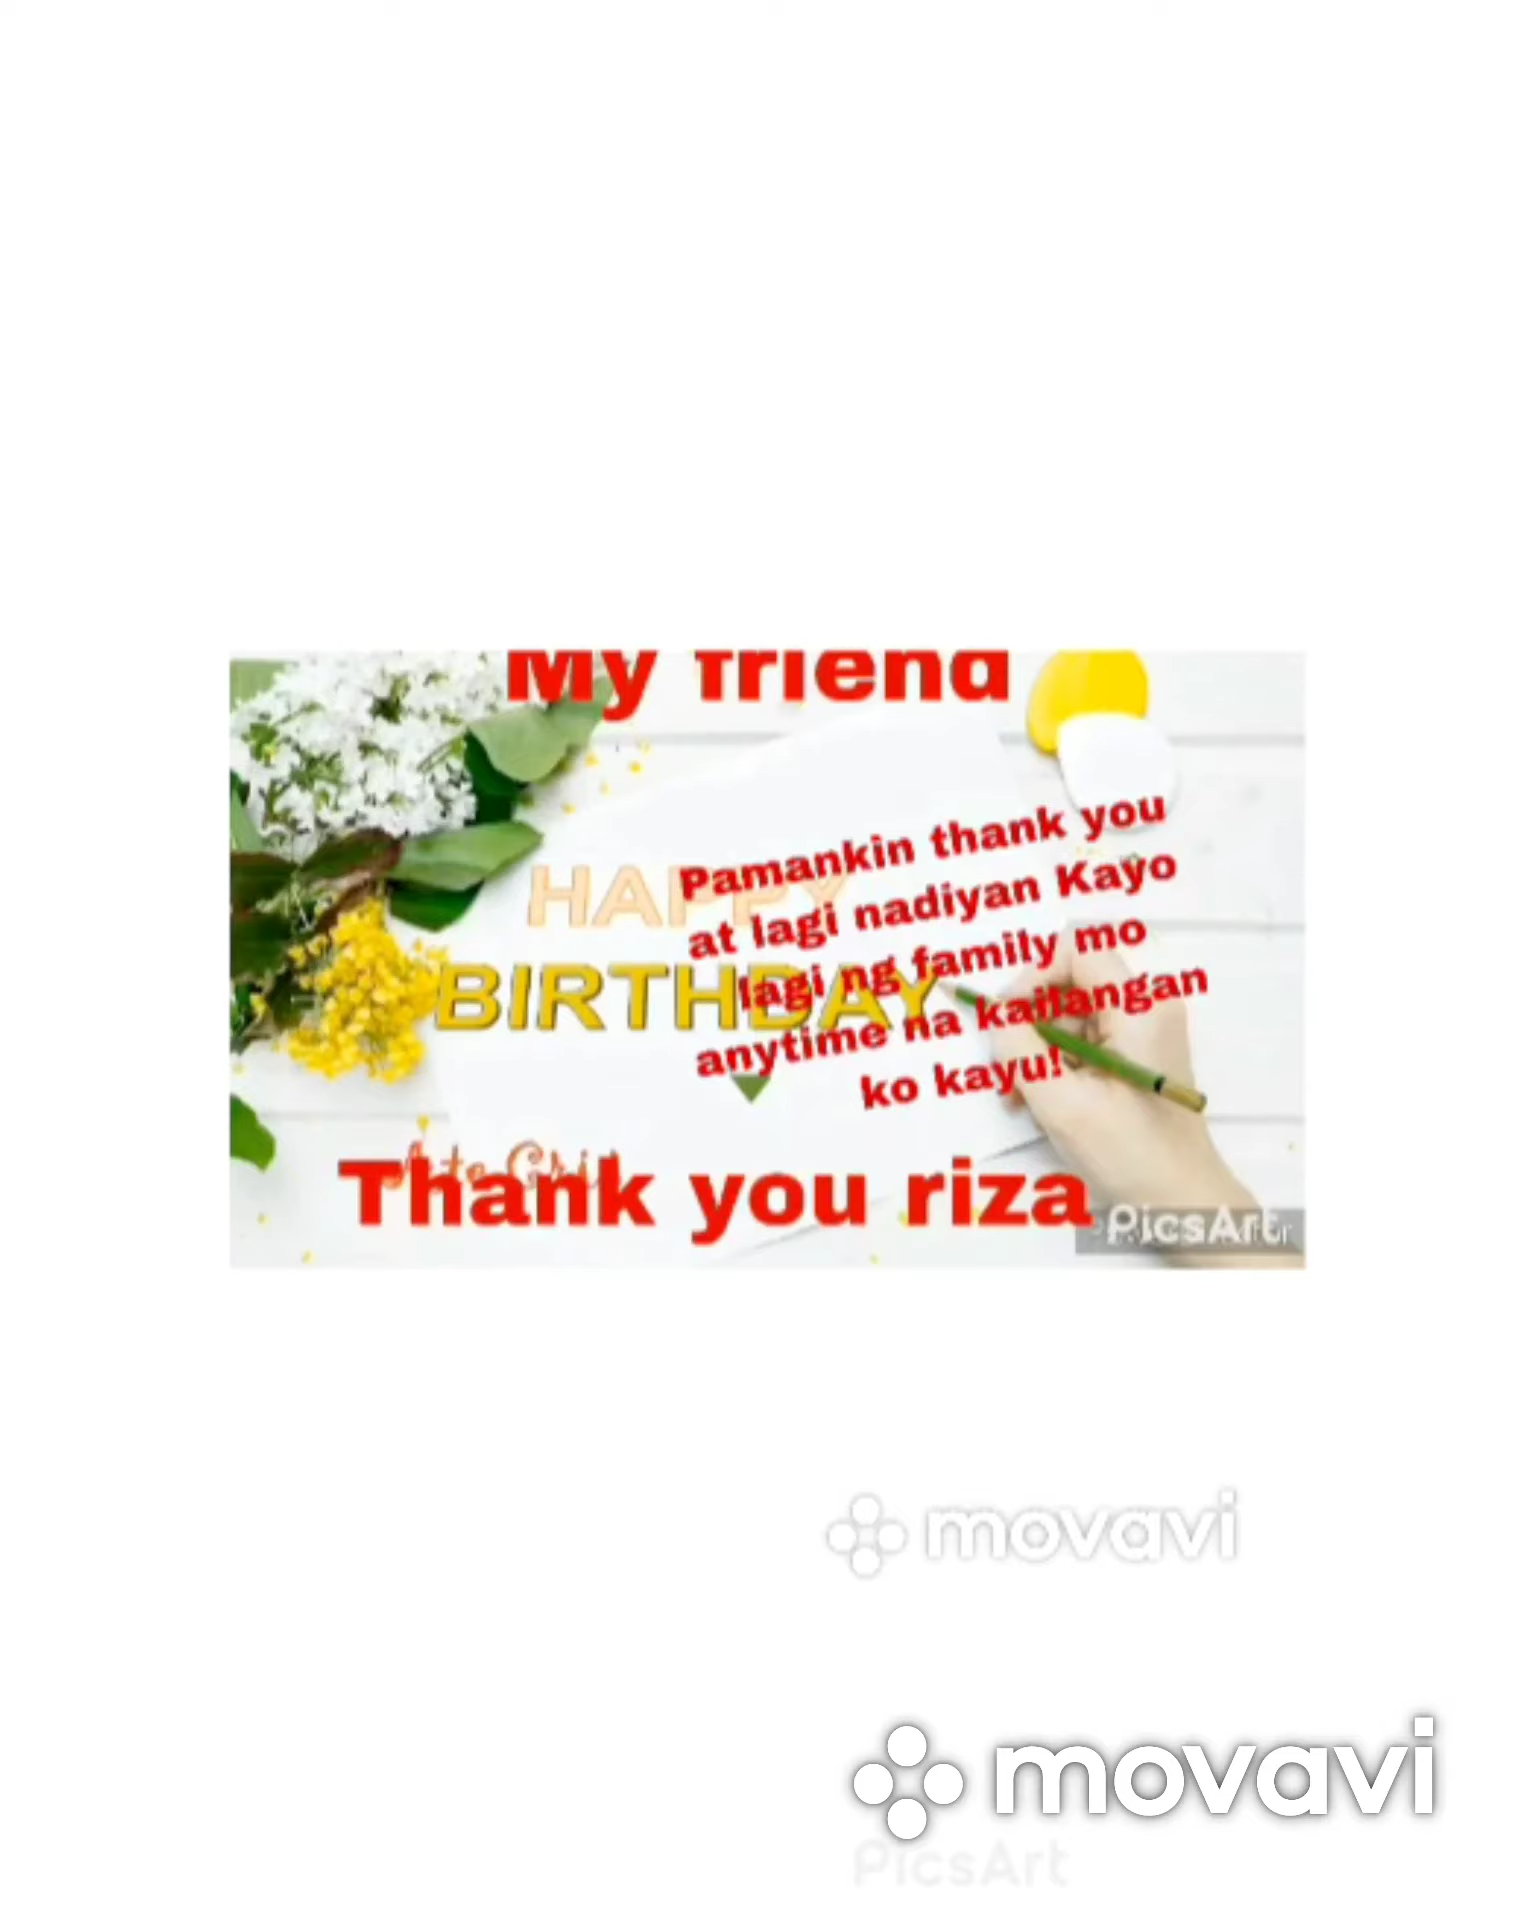 My friend
Pamankin thank you
at lagi nadiyan Kayo
lagi ng family mo
anytime na kailangan
ko kayu!
HAPPY
BIRTHDAY
Thank you riza
PicsArt
movavi
movavi
PicsArt